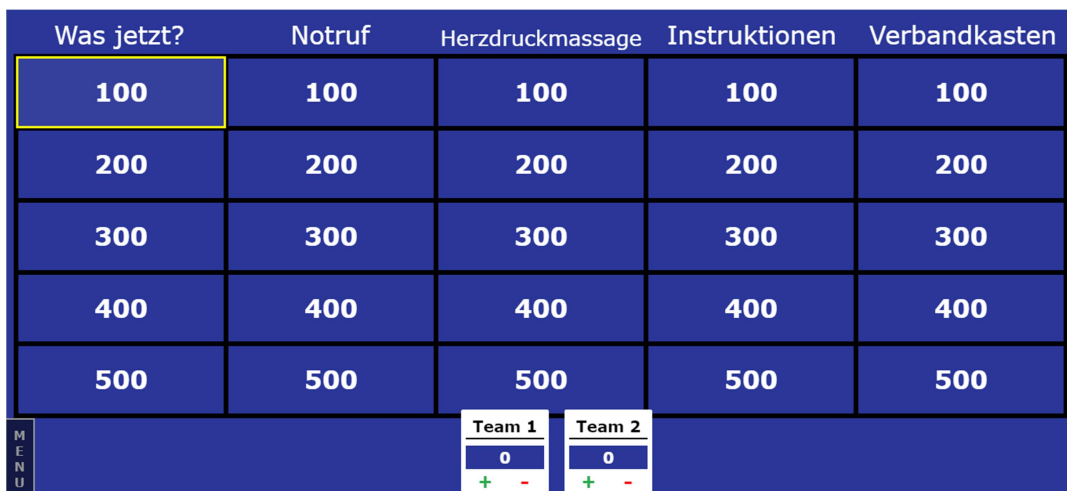 Was jetzt? Notruf Herzdruckmassage Instruktionen Verbandkasten
100 100 100 100 100
200 200 200 200 200
300 300 300 300 300
400 400 400 400 400
500 500 500 500 500
MENU
Team 1 Team 2
0 0
+ - + -